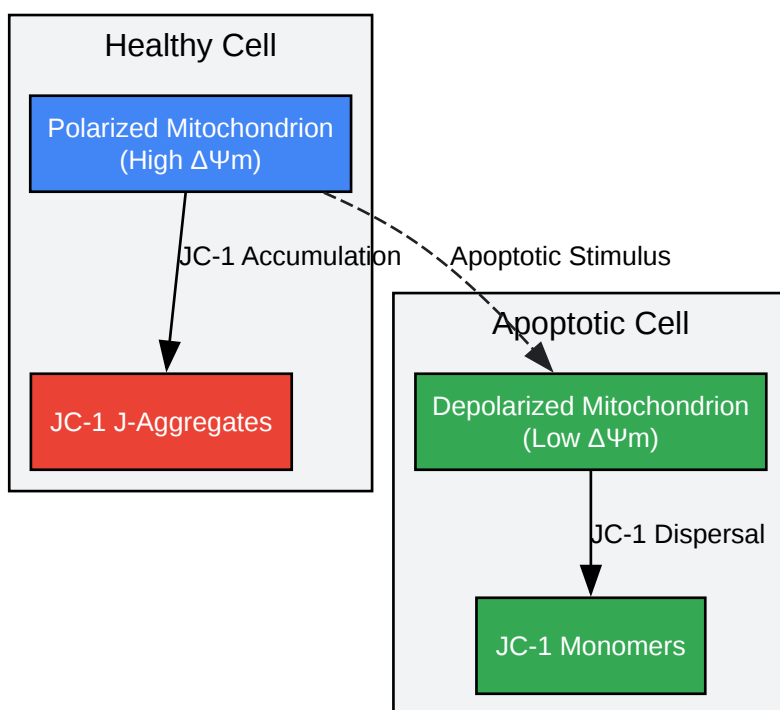 Healthy Cell
Polarized Mitochondrion
(High ΔΨm)
JC-1 Accumulation
Apoptotic Stimulus
Apoptotic Cell
JC-1 J-Aggregates
Depolarized Mitochondrion
(Low ΔΨm)
JC-1 Dispersal
JC-1 Monomers